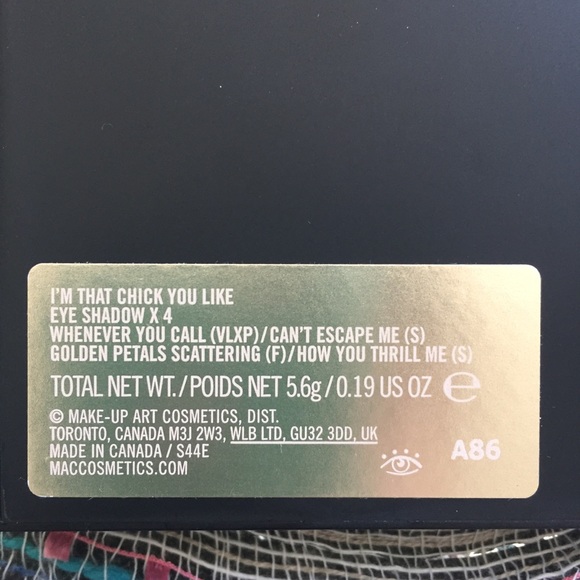 I'M THAT CHICK YOU LIKE
EYE SHADOW X 4
WHENEVER YOU CALL (VLXP)/CAN'T ESCAPE ME (S)
GOLDEN PETALS SCATTERING (F)/HOW YOU THRILL ME (S)
TOTAL NET WT./POIDS NET 5.6g/0.19 US OZ ℮
© MAKE-UP ART COSMETICS, DIST.
TORONTO, CANADA M3J 2W3, WLB LTD, GU32 3DD, UK
MADE IN CANADA / S44E
MACCOSMETICS.COM
A86